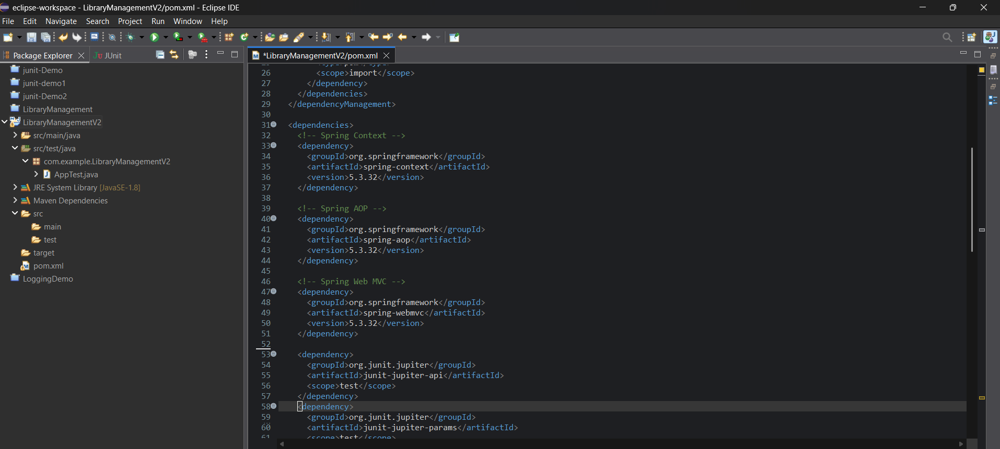 eclipse-workspace - LibraryManagementV2/pom.xml - Eclipse IDE
File Edit Navigate Search Project Run Window Help
Package Explorer
Ju JUnit
*LibraryManagementV2/pom.xml
junit-Demo
junit-demo1
junit-Demo2
LibraryManagement
LibraryManagementV2
src/main/java
src/test/java
com.example.LibraryManagementV2
AppTest.java
JRE System Library [JavaSE-1.8]
Maven Dependencies
src
main
test
target
pom.xml
LoggingDemo
26 <scope>import</scope>
27 </dependency>
28 </dependencies>
29 </dependencyManagement>
30
31 <dependencies>
32 <!-- Spring Context -->
33 <dependency>
34 <groupId>org.springframework</groupId>
35 <artifactId>spring-context</artifactId>
36 <version>5.3.32</version>
37 </dependency>
38
39 <!-- Spring AOP -->
40 <dependency>
41 <groupId>org.springframework</groupId>
42 <artifactId>spring-aop</artifactId>
43 <version>5.3.32</version>
44 </dependency>
45
46 <!-- Spring Web MVC -->
47 <dependency>
48 <groupId>org.springframework</groupId>
49 <artifactId>spring-webmvc</artifactId>
50 <version>5.3.32</version>
51 </dependency>
52
53 <dependency>
54 <groupId>org.junit.jupiter</groupId>
55 <artifactId>junit-jupiter-api</artifactId>
56 <scope>test</scope>
57 </dependency>
58 <dependency>
59 <groupId>org.junit.jupiter</groupId>
60 <artifactId>junit-jupiter-params</artifactId>
61 <scope>test</scope>